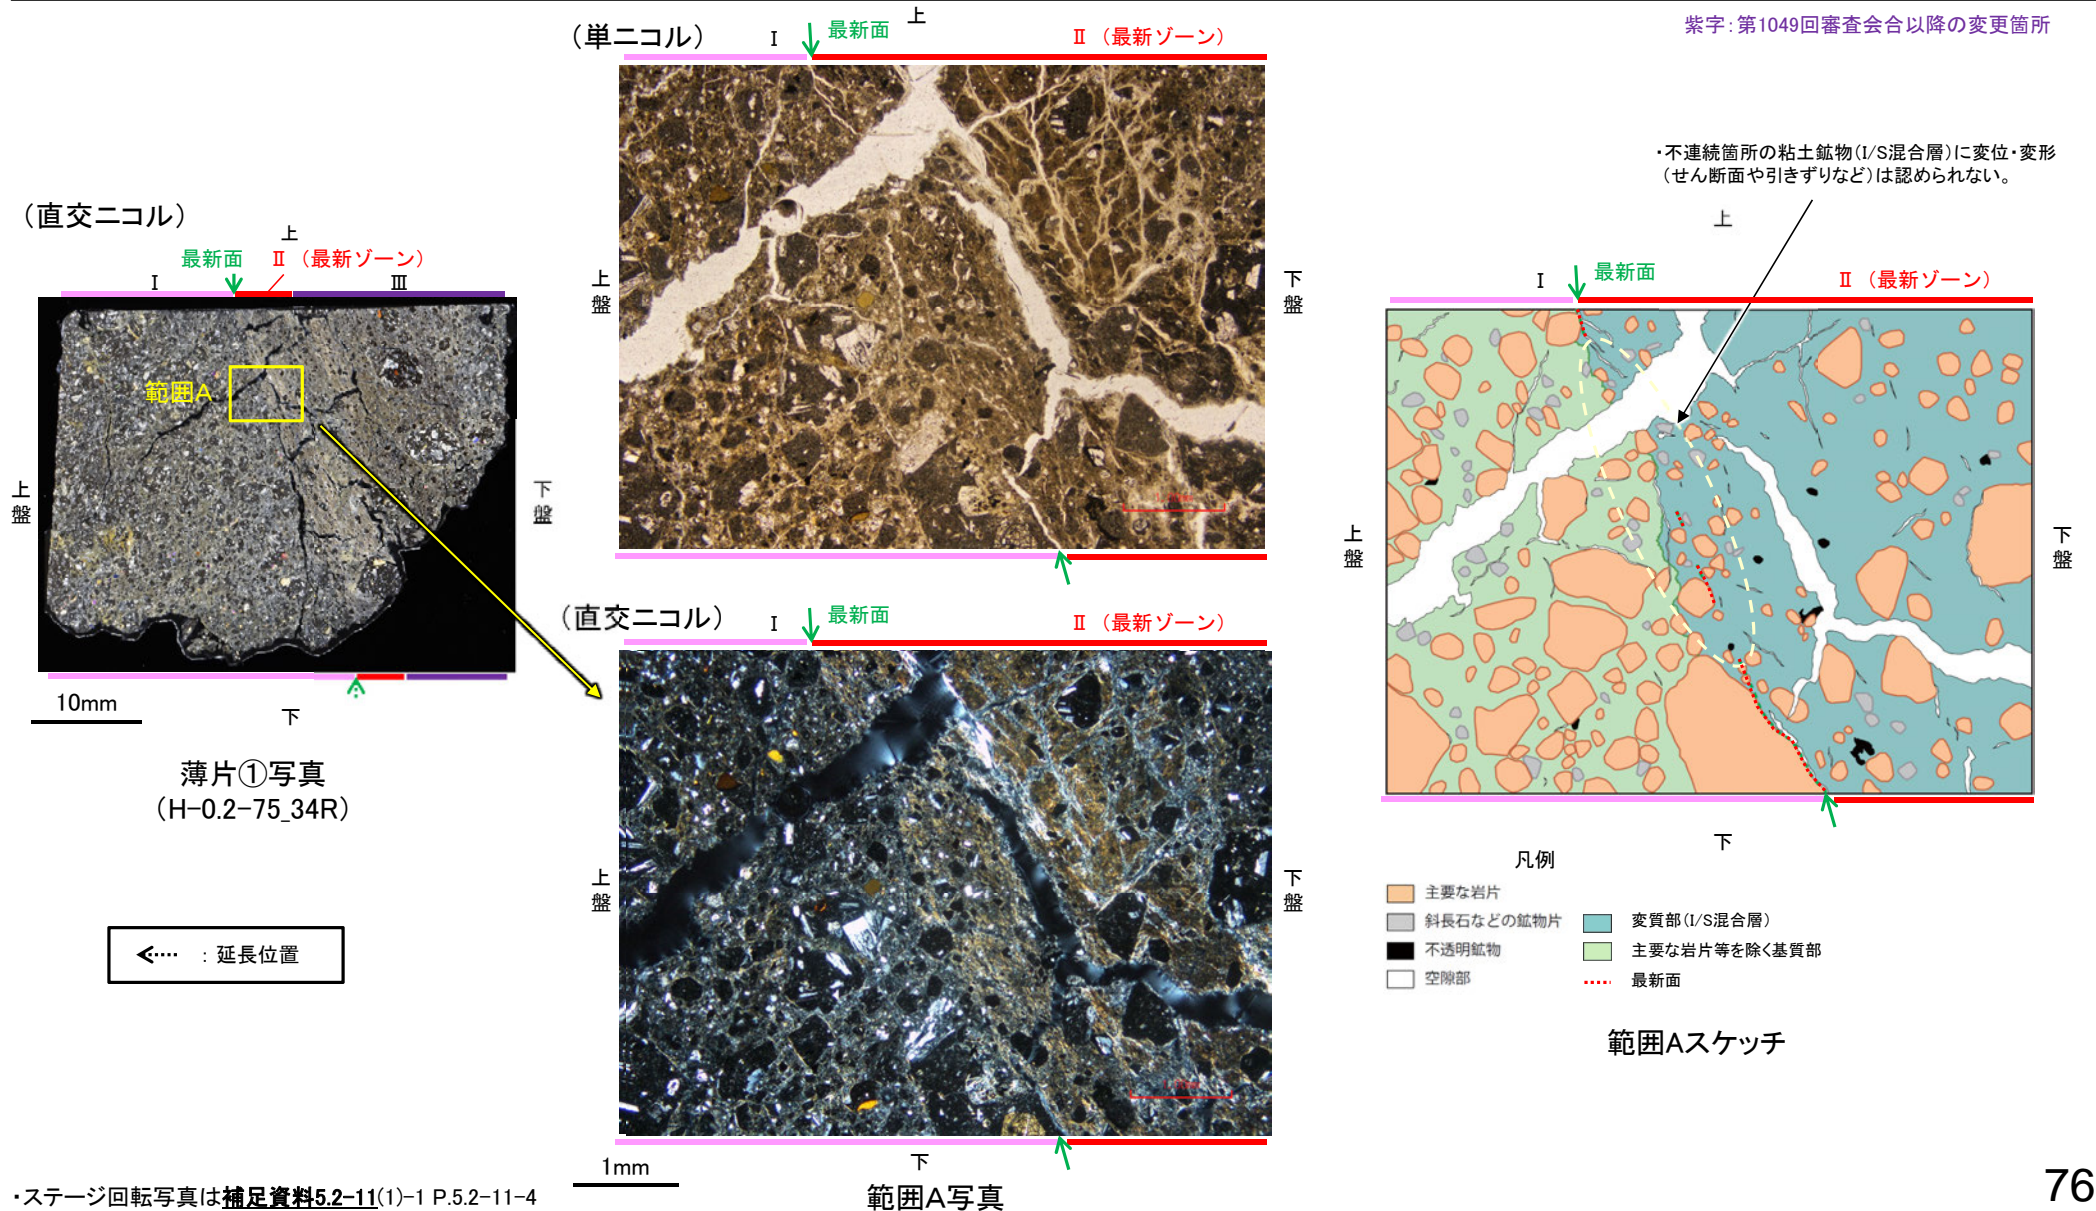 紫字：第1049回審査会合以降の変更箇所
（直交ニコル）
上
最新面
Ⅱ（最新ゾーン）
Ⅰ
Ⅲ
範囲A
上盤
下盤
10mm
下
薄片①写真
（H-0.2-75_34R）
：延長位置
（単ニコル）
上
Ⅰ
最新面
Ⅱ（最新ゾーン）
上盤
下盤
（直交ニコル）
Ⅰ
最新面
Ⅱ（最新ゾーン）
上盤
下盤
1mm
下
範囲A写真
・不連続箇所の粘土鉱物（I/S混合層）に変位・変形
（せん断面や引きずりなど）は認められない。
上
Ⅰ
最新面
Ⅱ（最新ゾーン）
上盤
下盤
下
凡例
主要な岩片
斜長石などの鉱物片
不透明鉱物
空隙部
変質部（I/S混合層）
主要な岩片等を除く基質部
最新面
範囲Aスケッチ
・ステージ回転写真は補足資料5.2-11(1)-1 P.5.2-11-4
76